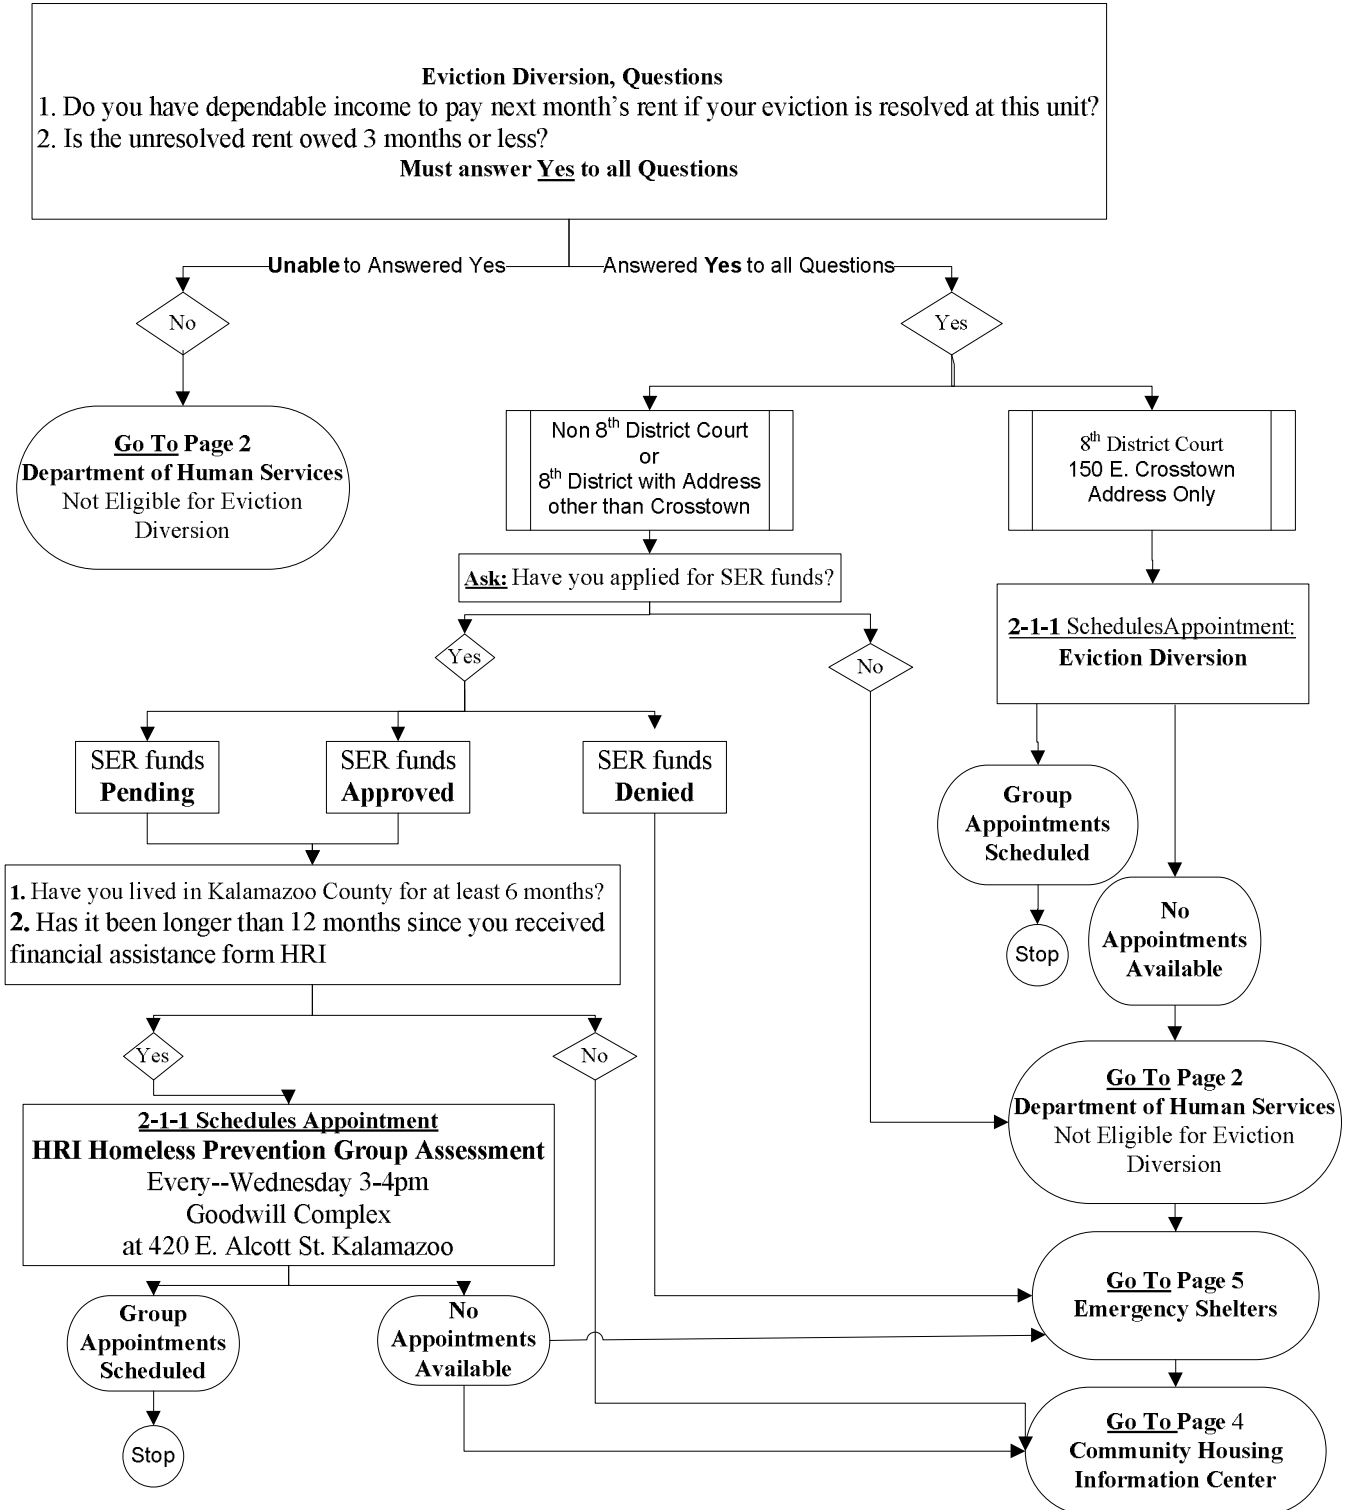 Eviction Diversion, Questions
1. Do you have dependable income to pay next month's rent if your eviction is resolved at this unit?
2. Is the unresolved rent owed 3 months or less?
Must answer Yes to all Questions
Unable to Answered Yes
Answered Yes to all Questions
No
Yes
Go To Page 2
Department of Human Services
Not Eligible for Eviction
Diversion
Non 8th District Court
or
8th District with Address
other than Crosstown
8th District Court
150 E. Crosstown
Address Only
Ask: Have you applied for SER funds?
2-1-1 SchedulesAppointment:
Eviction Diversion
Yes
No
SER funds
Pending
SER funds
Approved
SER funds
Denied
Group
Appointments
Scheduled
Stop
No
Appointments
Available
1. Have you lived in Kalamazoo County for at least 6 months?
2. Has it been longer than 12 months since you received
financial assistance form HRI
Yes
No
Go To Page 2
Department of Human Services
Not Eligible for Eviction
Diversion
2-1-1 Schedules Appointment
HRI Homeless Prevention Group Assessment
Every--Wednesday 3-4pm
Goodwill Complex
at 420 E. Alcott St. Kalamazoo
Go To Page 5
Emergency Shelters
Group
Appointments
Scheduled
No
Appointments
Available
Stop
Go To Page 4
Community Housing
Information Center